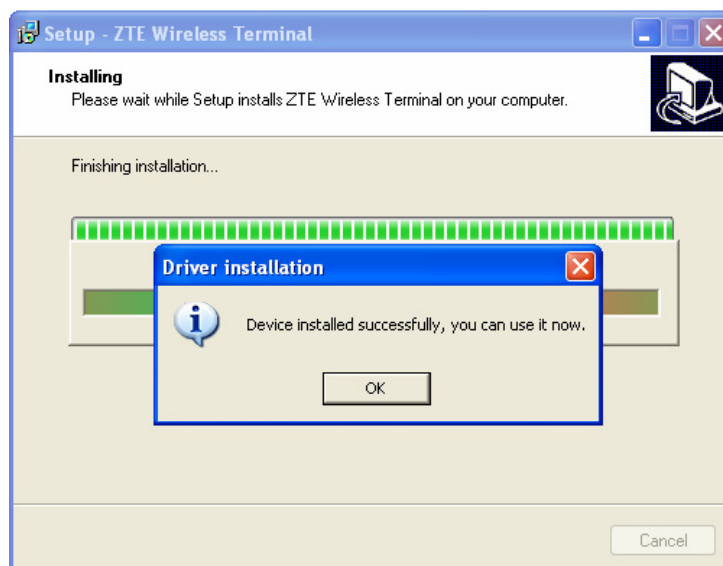 Setup - ZTE Wireless Terminal
Installing
Please wait while Setup installs ZTE Wireless Terminal on your computer.
Finishing installation...
Driver installation
Device installed successfully, you can use it now.
OK
Cancel